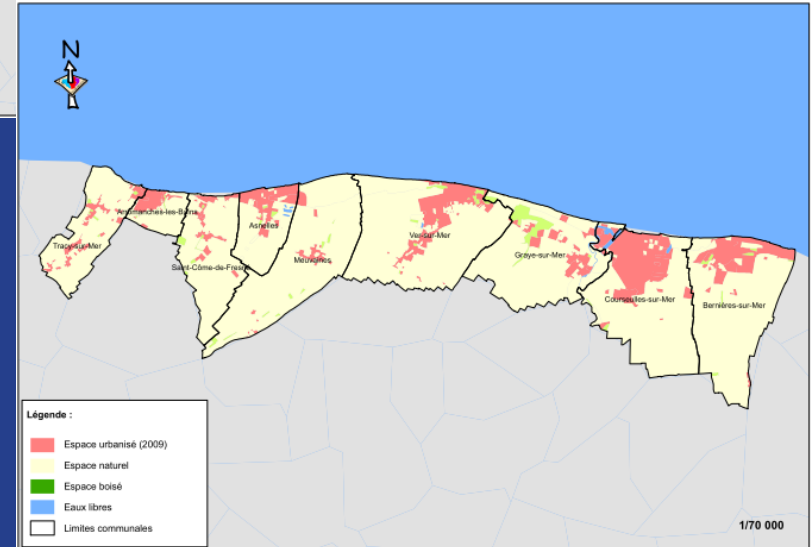 N
Arromanches-les-Bains
Tracy-sur-Mer
Asnelles
Saint-Côme-de-Fresné
Meuvaines
Ver-sur-Mer
Graye-sur-Mer
Courseulles-sur-Mer
Bernières-sur-Mer
Légende :
Espace urbanisé (2009)
Espace naturel
Espace boisé
Eaux libres
Limites communales
1/70 000